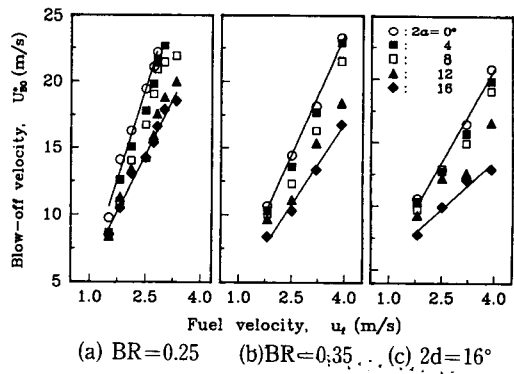 Blow-off velocity, U°BO (m/s)
25
20
15
10
5
○ : 2a = 0°
■ : 4
□ : 8
▲ : 12
◆ : 16
1.0 2.5 4.0 1.0 2.5 4.0 1.0 2.5 4.0
Fuel velocity, uf (m/s)
(a) BR=0.25 (b)BR=0.35 (c) 2d=16°